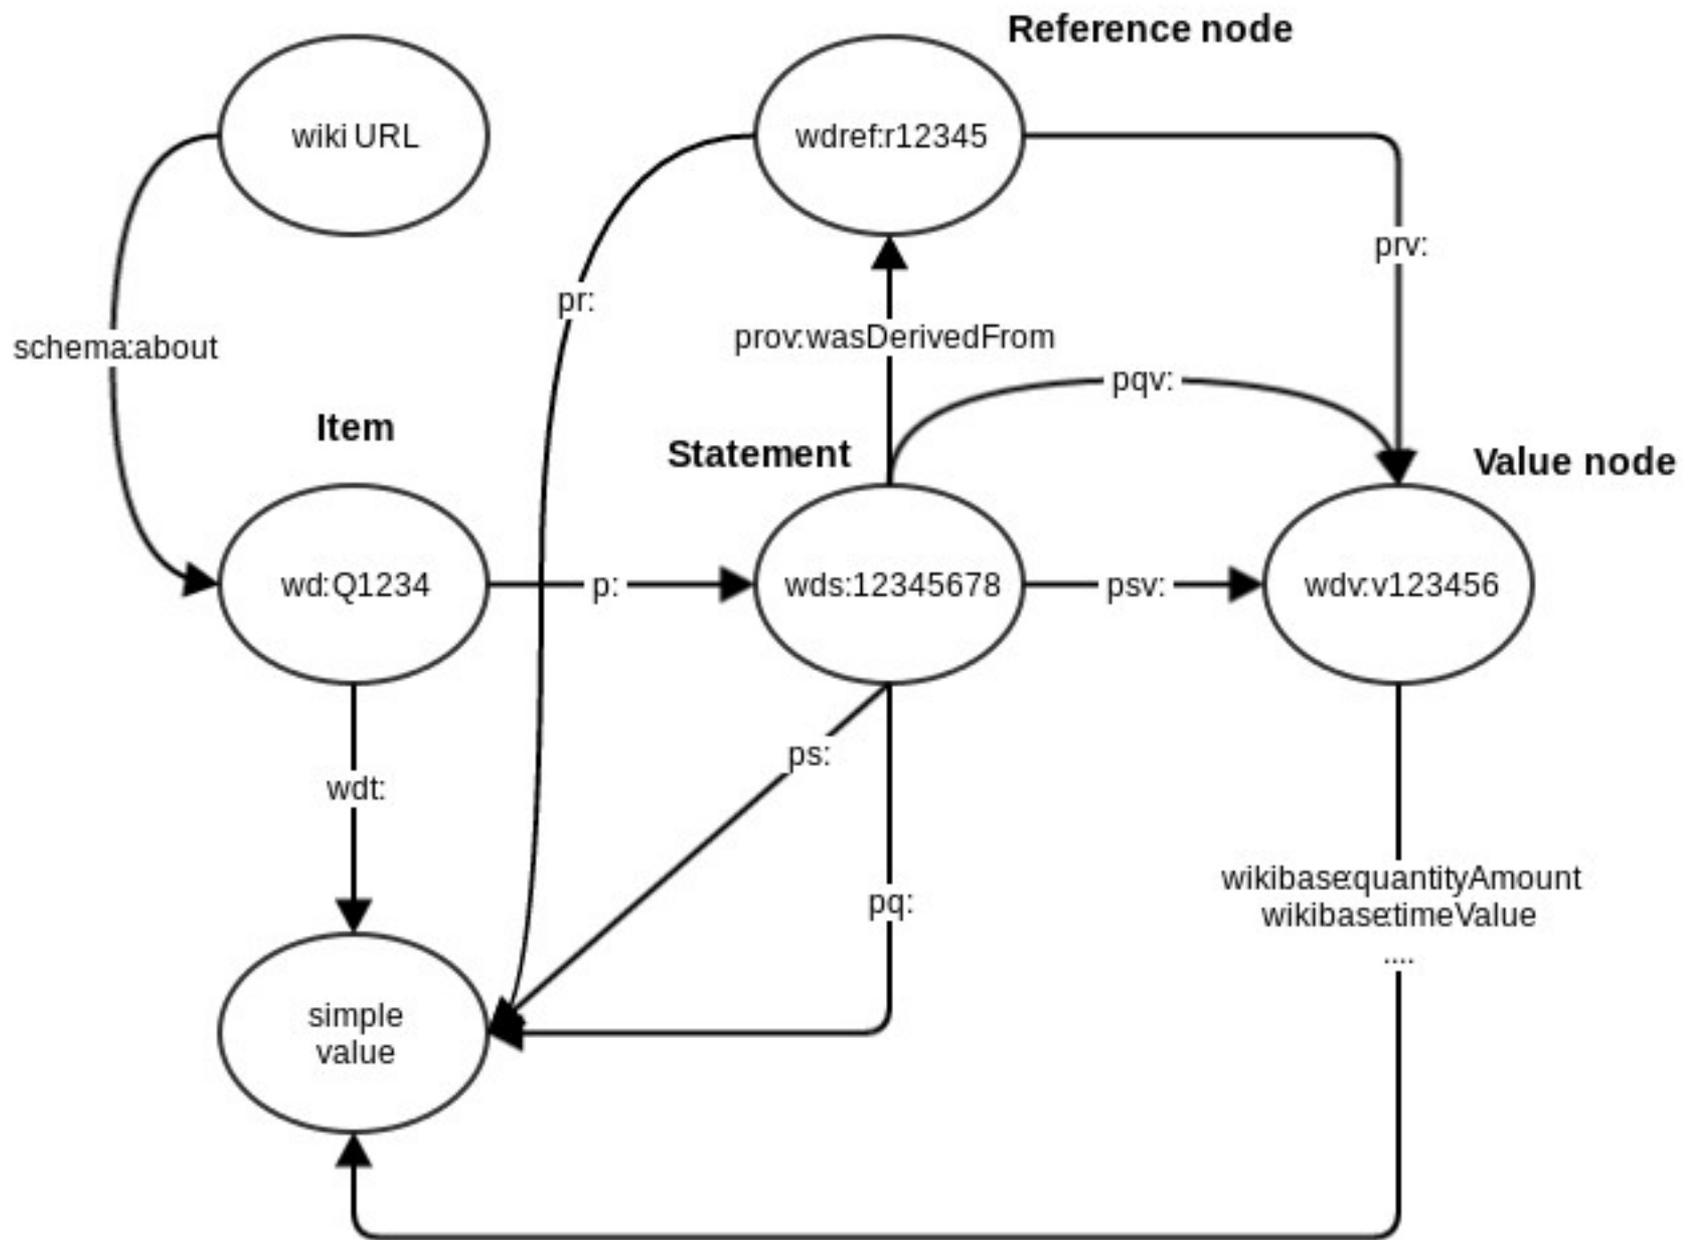 Reference node
wiki URL
wdref:r12345
prv:
pr:
prov:wasDerivedFrom
schema:about
pqv:
Item
Statement
Value node
wd:Q1234
p:
wds:12345678
psv:
wdv:v123456
ps:
wdt:
pq:
wikibase:quantityAmount
wikibase:timeValue
....
simple
value